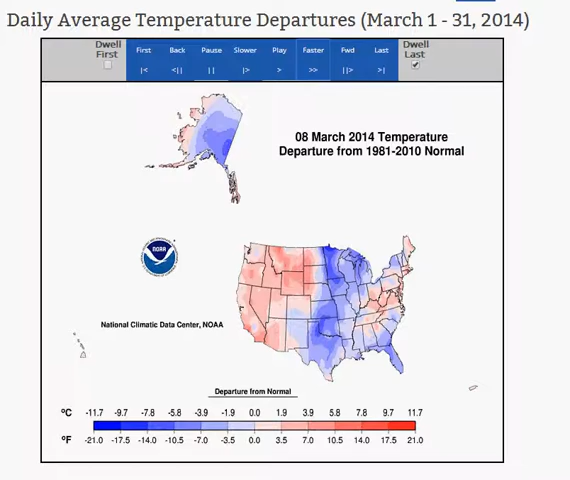 Daily Average Temperature Departures (March 1 - 31, 2014)
Dwell First First Back Pause Slower Play Faster Fwd Last Dwell Last
|< <|| || |> > >> ||> >|
08 March 2014 Temperature
Departure from 1981-2010 Normal
NOAA
National Climatic Data Center, NOAA
Departure from Normal
ºC -11.7 -9.7 -7.8 -5.8 -3.9 -1.9 0.0 1.9 3.9 5.8 7.8 9.7 11.7
ºF -21.0 -17.5 -14.0 -10.5 -7.0 -3.5 0.0 3.5 7.0 10.5 14.0 17.5 21.0